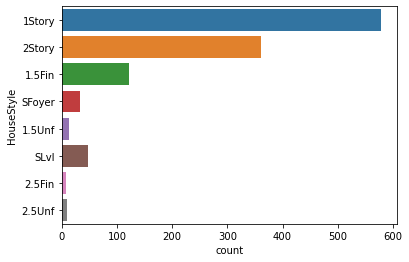 1Story
2Story
1.5Fin
SFoyer
1.5Unf
SLvl
2.5Fin
2.5Unf
HouseStyle
0 100 200 300 400 500 600
count